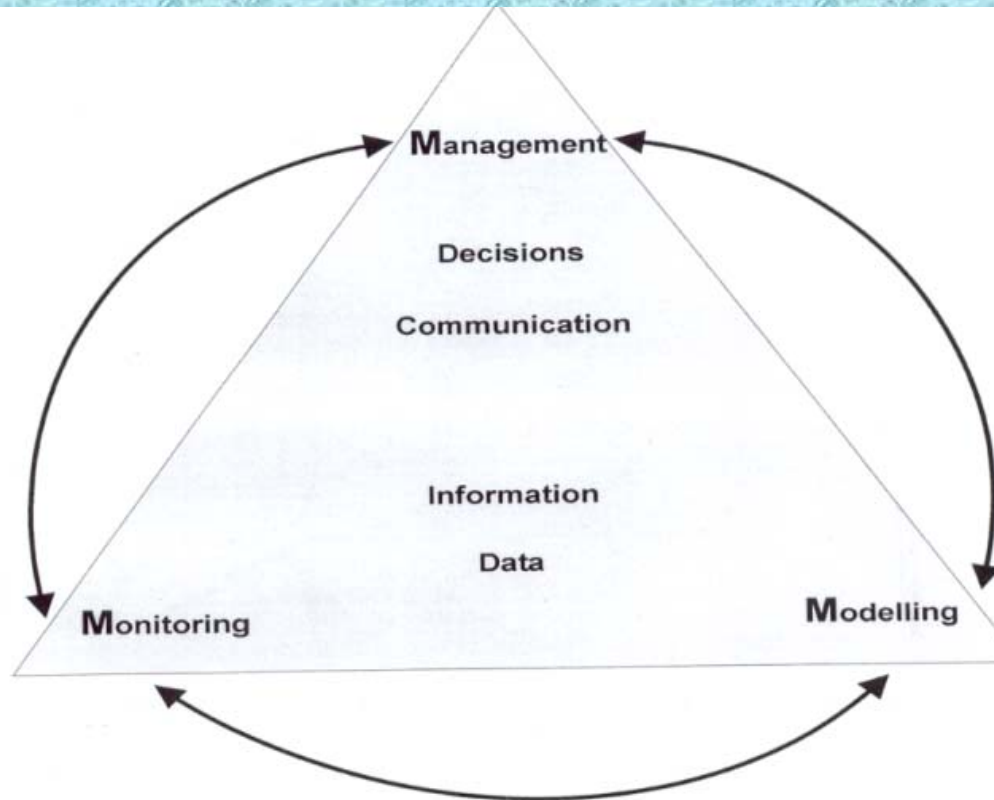 Management
Decisions
Communication
Information
Data
Monitoring
Modelling